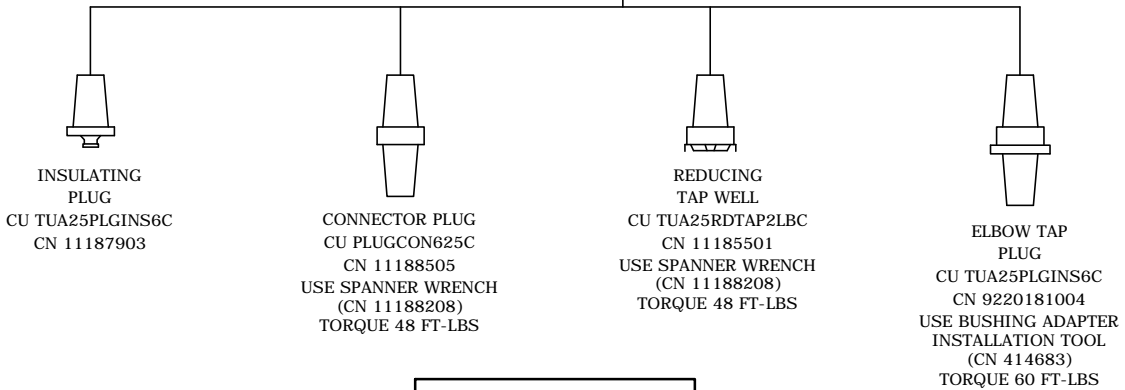 INSULATING
PLUG
CU TUA25PLGINS6C
CN 11187903
CONNECTOR PLUG
CU PLUGCON625C
CN 11188505
USE SPANNER WRENCH
(CN 11188208)
TORQUE 48 FT-LBS
REDUCING
TAP WELL
CU TUA25RDTAP2LBC
CN 11185501
USE SPANNER WRENCH
(CN 11188208)
TORQUE 48 FT-LBS
ELBOW TAP
PLUG
CU TUA25PLGINS6C
CN 9220181004
USE BUSHING ADAPTER
INSTALLATION TOOL
(CN 414683)
TORQUE 60 FT-LBS